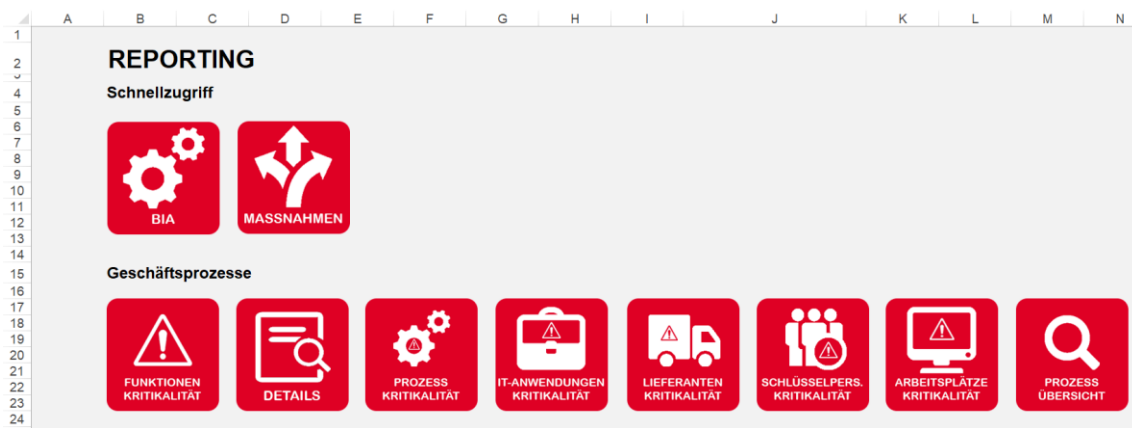 A B C D E F G H I J K L M N
1
2 REPORTING
3
4 Schnellzugriff
5
6
7
8
9
10
11
12
13
14
BIA MASSNAHMEN
15 Geschäftsprozesse
16
17
18
19
20
21
22
23
24
FUNKTIONEN
KRITIKALITÄT
DETAILS
PROZESS
KRITIKALITÄT
IT-ANWENDUNGEN
KRITIKALITÄT
LIEFERANTEN
KRITIKALITÄT
SCHLÜSSELPERS.
KRITIKALITÄT
ARBEITSPLÄTZE
KRITIKALITÄT
PROZESS
ÜBERSICHT